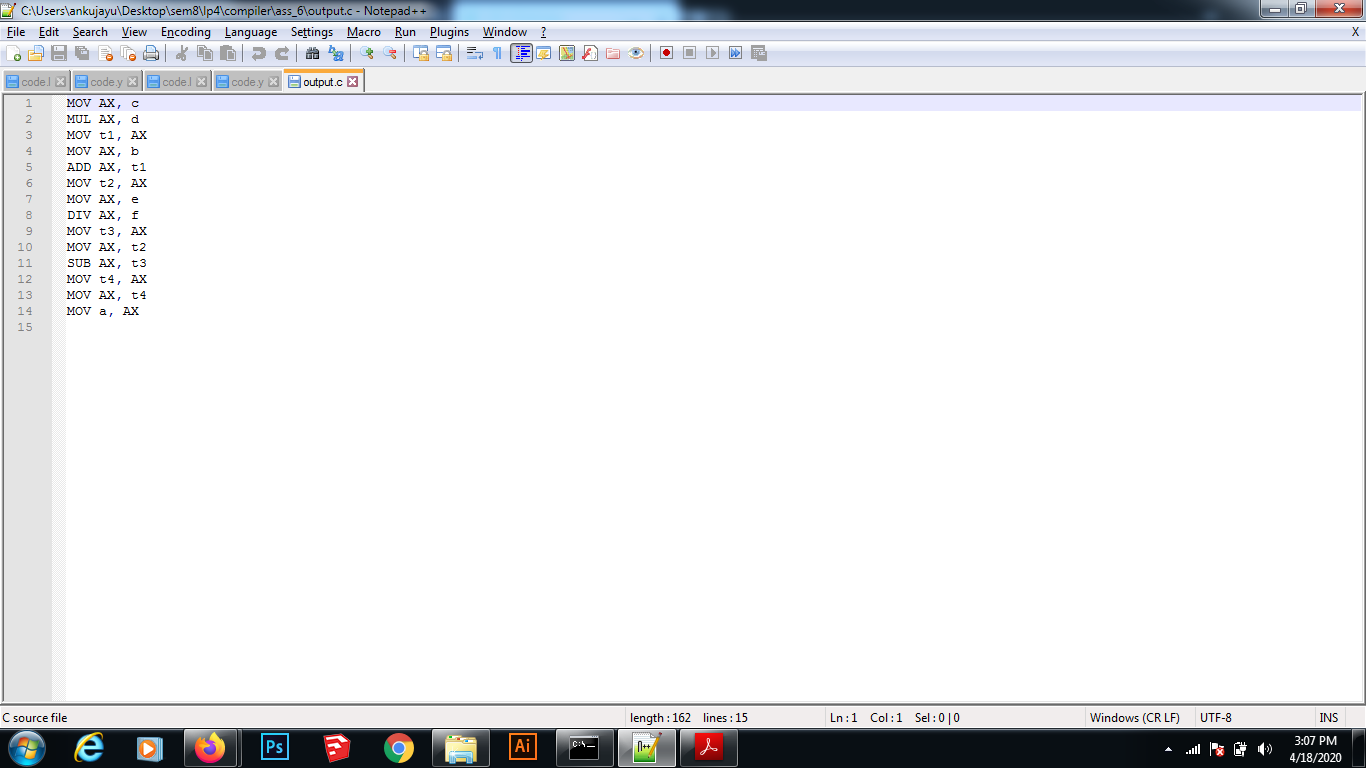 C:\Users\ankujayu\Desktop\sem8\lp4\compiler\ass_6\output.c - Notepad++
File Edit Search View Encoding Language Settings Macro Run Plugins Window ? X
code.l code.y code.l code.y output.c
1 MOV AX, c
2 MUL AX, d
3 MOV t1, AX
4 MOV AX, b
5 ADD AX, t1
6 MOV t2, AX
7 MOV AX, e
8 DIV AX, f
9 MOV t3, AX
10 MOV AX, t2
11 SUB AX, t3
12 MOV t4, AX
13 MOV AX, t4
14 MOV a, AX
15
C source file length : 162 lines : 15 Ln : 1 Col : 1 Sel : 0 | 0 Windows (CR LF) UTF-8 INS
Ps Ai C:\ 3:07 PM
4/18/2020